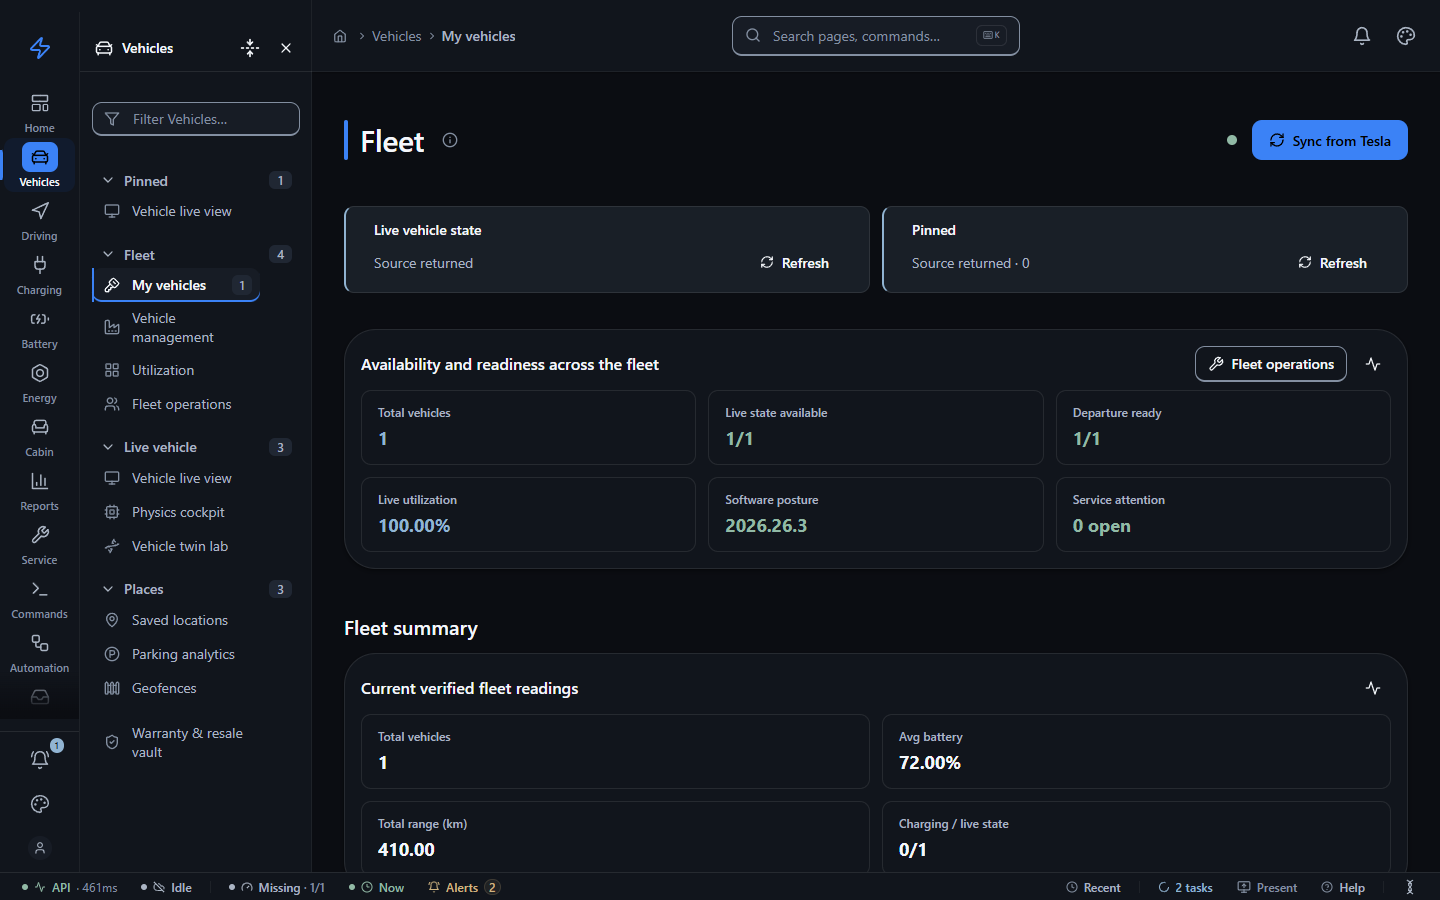 Vehicles
Vehicles
My vehicles
Search pages, commands...
K
Home
Vehicles
Driving
Charging
Battery
Energy
Cabin
Reports
Service
Commands
Automation
1
Filter Vehicles...
Pinned
1
Vehicle live view
Fleet
4
My vehicles
1
Vehicle
management
Utilization
Fleet operations
Live vehicle
3
Vehicle live view
Physics cockpit
Vehicle twin lab
Places
3
Saved locations
Parking analytics
Geofences
Warranty & resale
vault
Fleet
Sync from Tesla
Live vehicle state
Source returned
Refresh
Pinned
Source returned · 0
Refresh
Availability and readiness across the fleet
Fleet operations
Total vehicles
1
Live state available
1/1
Departure ready
1/1
Live utilization
100.00%
Software posture
2026.26.3
Service attention
0 open
Fleet summary
Current verified fleet readings
Total vehicles
1
Avg battery
72.00%
Total range (km)
410.00
Charging / live state
0/1
API · 461ms
Idle
Missing · 1/1
Now
Alerts 2
Recent
2 tasks
Present
Help